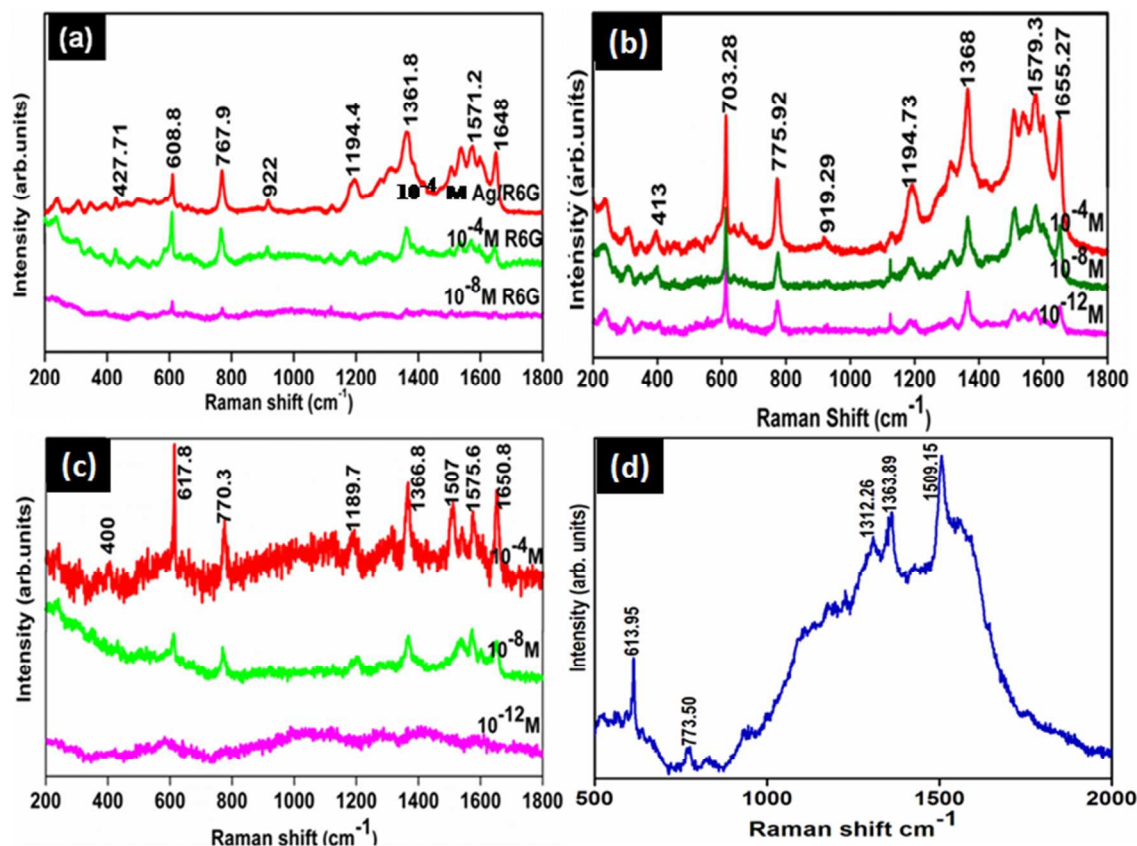 (a)
427.71
608.8
767.9
922
1194.4
1361.8
1571.2
1648
10⁻⁴ M Ag/R6G
10⁻⁴M R6G
10⁻⁸M R6G
Intensity (arb.units)
200 400 600 800 1000 1200 1400 1600 1800
Raman shift (cm⁻¹)
(b)
413
703.28
775.92
919.29
1194.73
1368
1579.3
1655.27
10⁻⁴M
10⁻⁸M
10⁻¹²M
Intensity (arb.units)
200 400 600 800 1000 1200 1400 1600 1800
Raman Shift (cm⁻¹)
(c)
400
617.8
770.3
1189.7
1366.8
1507
1575.6
1650.8
10⁻⁴M
10⁻⁸M
10⁻¹²M
Intensity (arb.units)
200 400 600 800 1000 1200 1400 1600 1800
Raman shift (cm⁻¹)
(d)
613.95
773.50
1312.26
1363.89
1509.15
Intensity (arb. units)
500 1000 1500 2000
Raman shift cm⁻¹